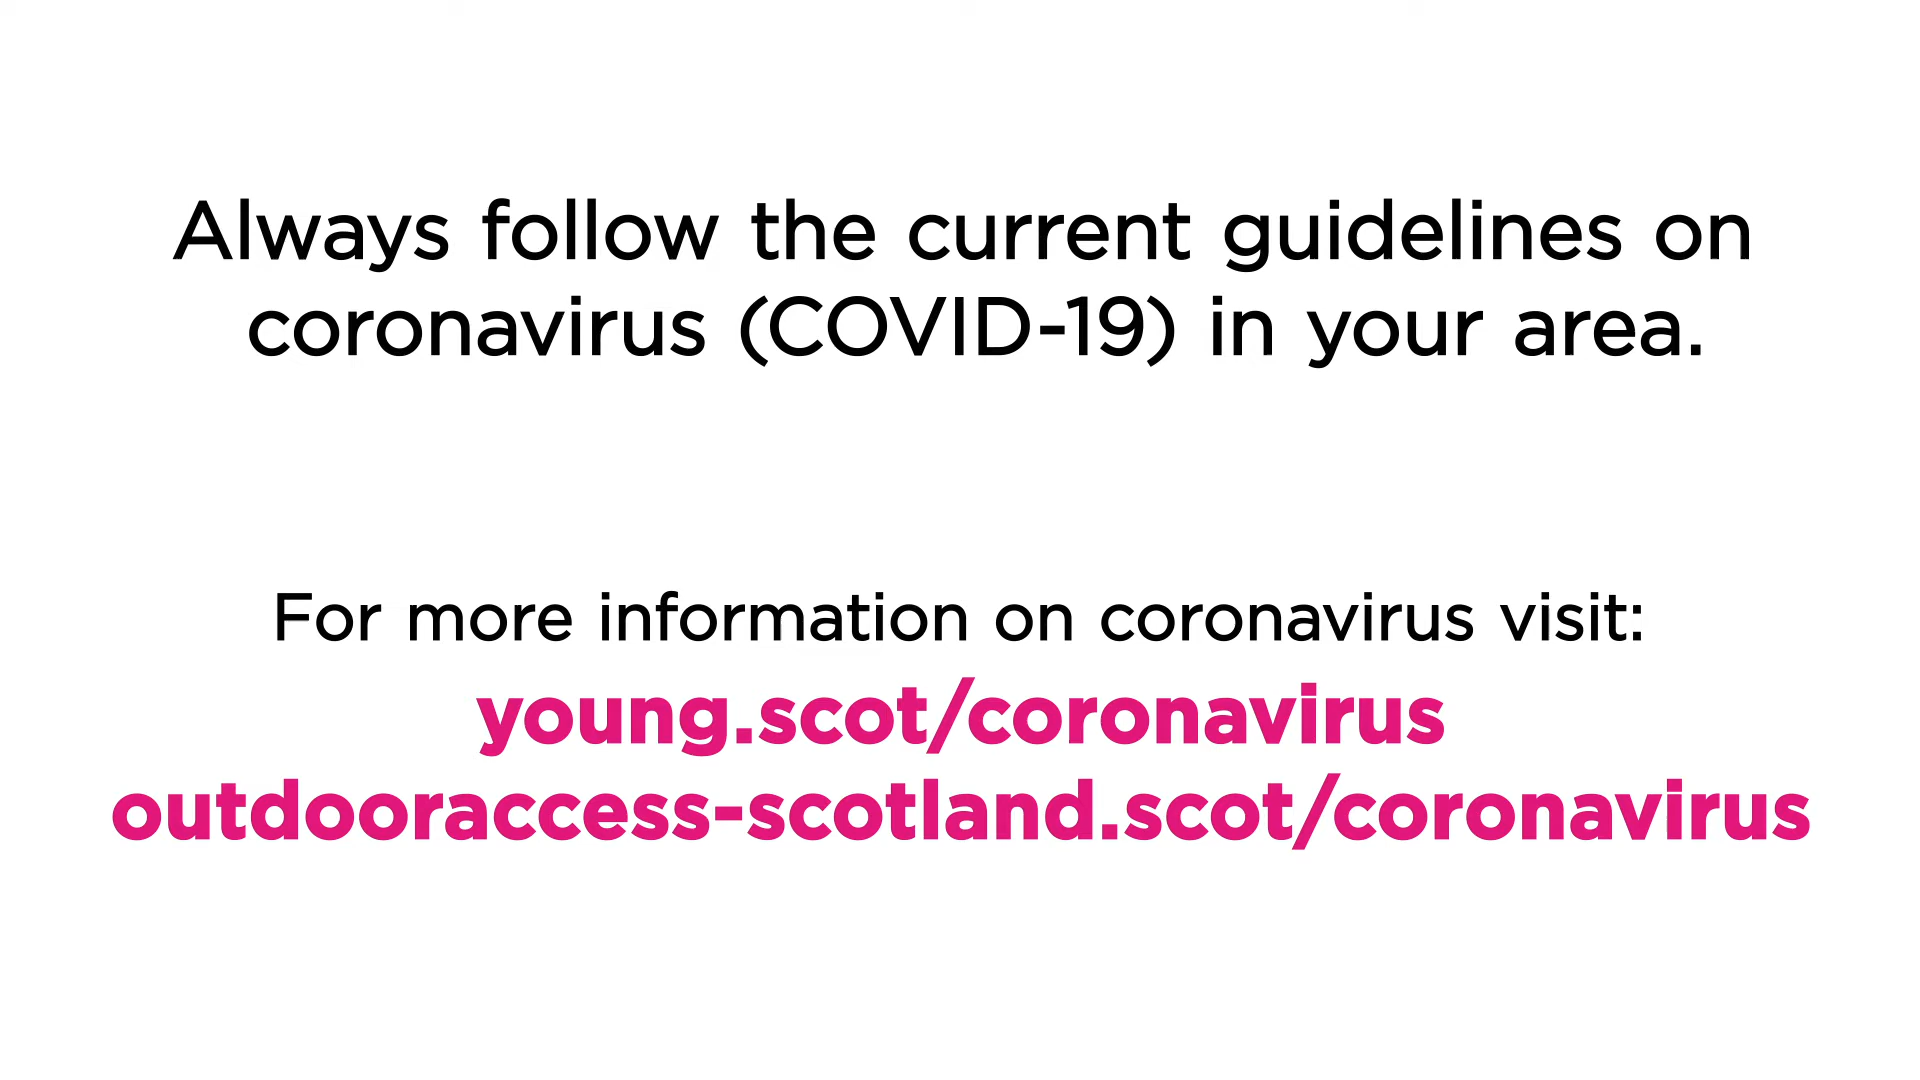 Always follow the current guidelines on
coronavirus (COVID-19) in your area.
For more information on coronavirus visit:
young.scot/coronavirus
outdooraccess-scotland.scot/coronavirus